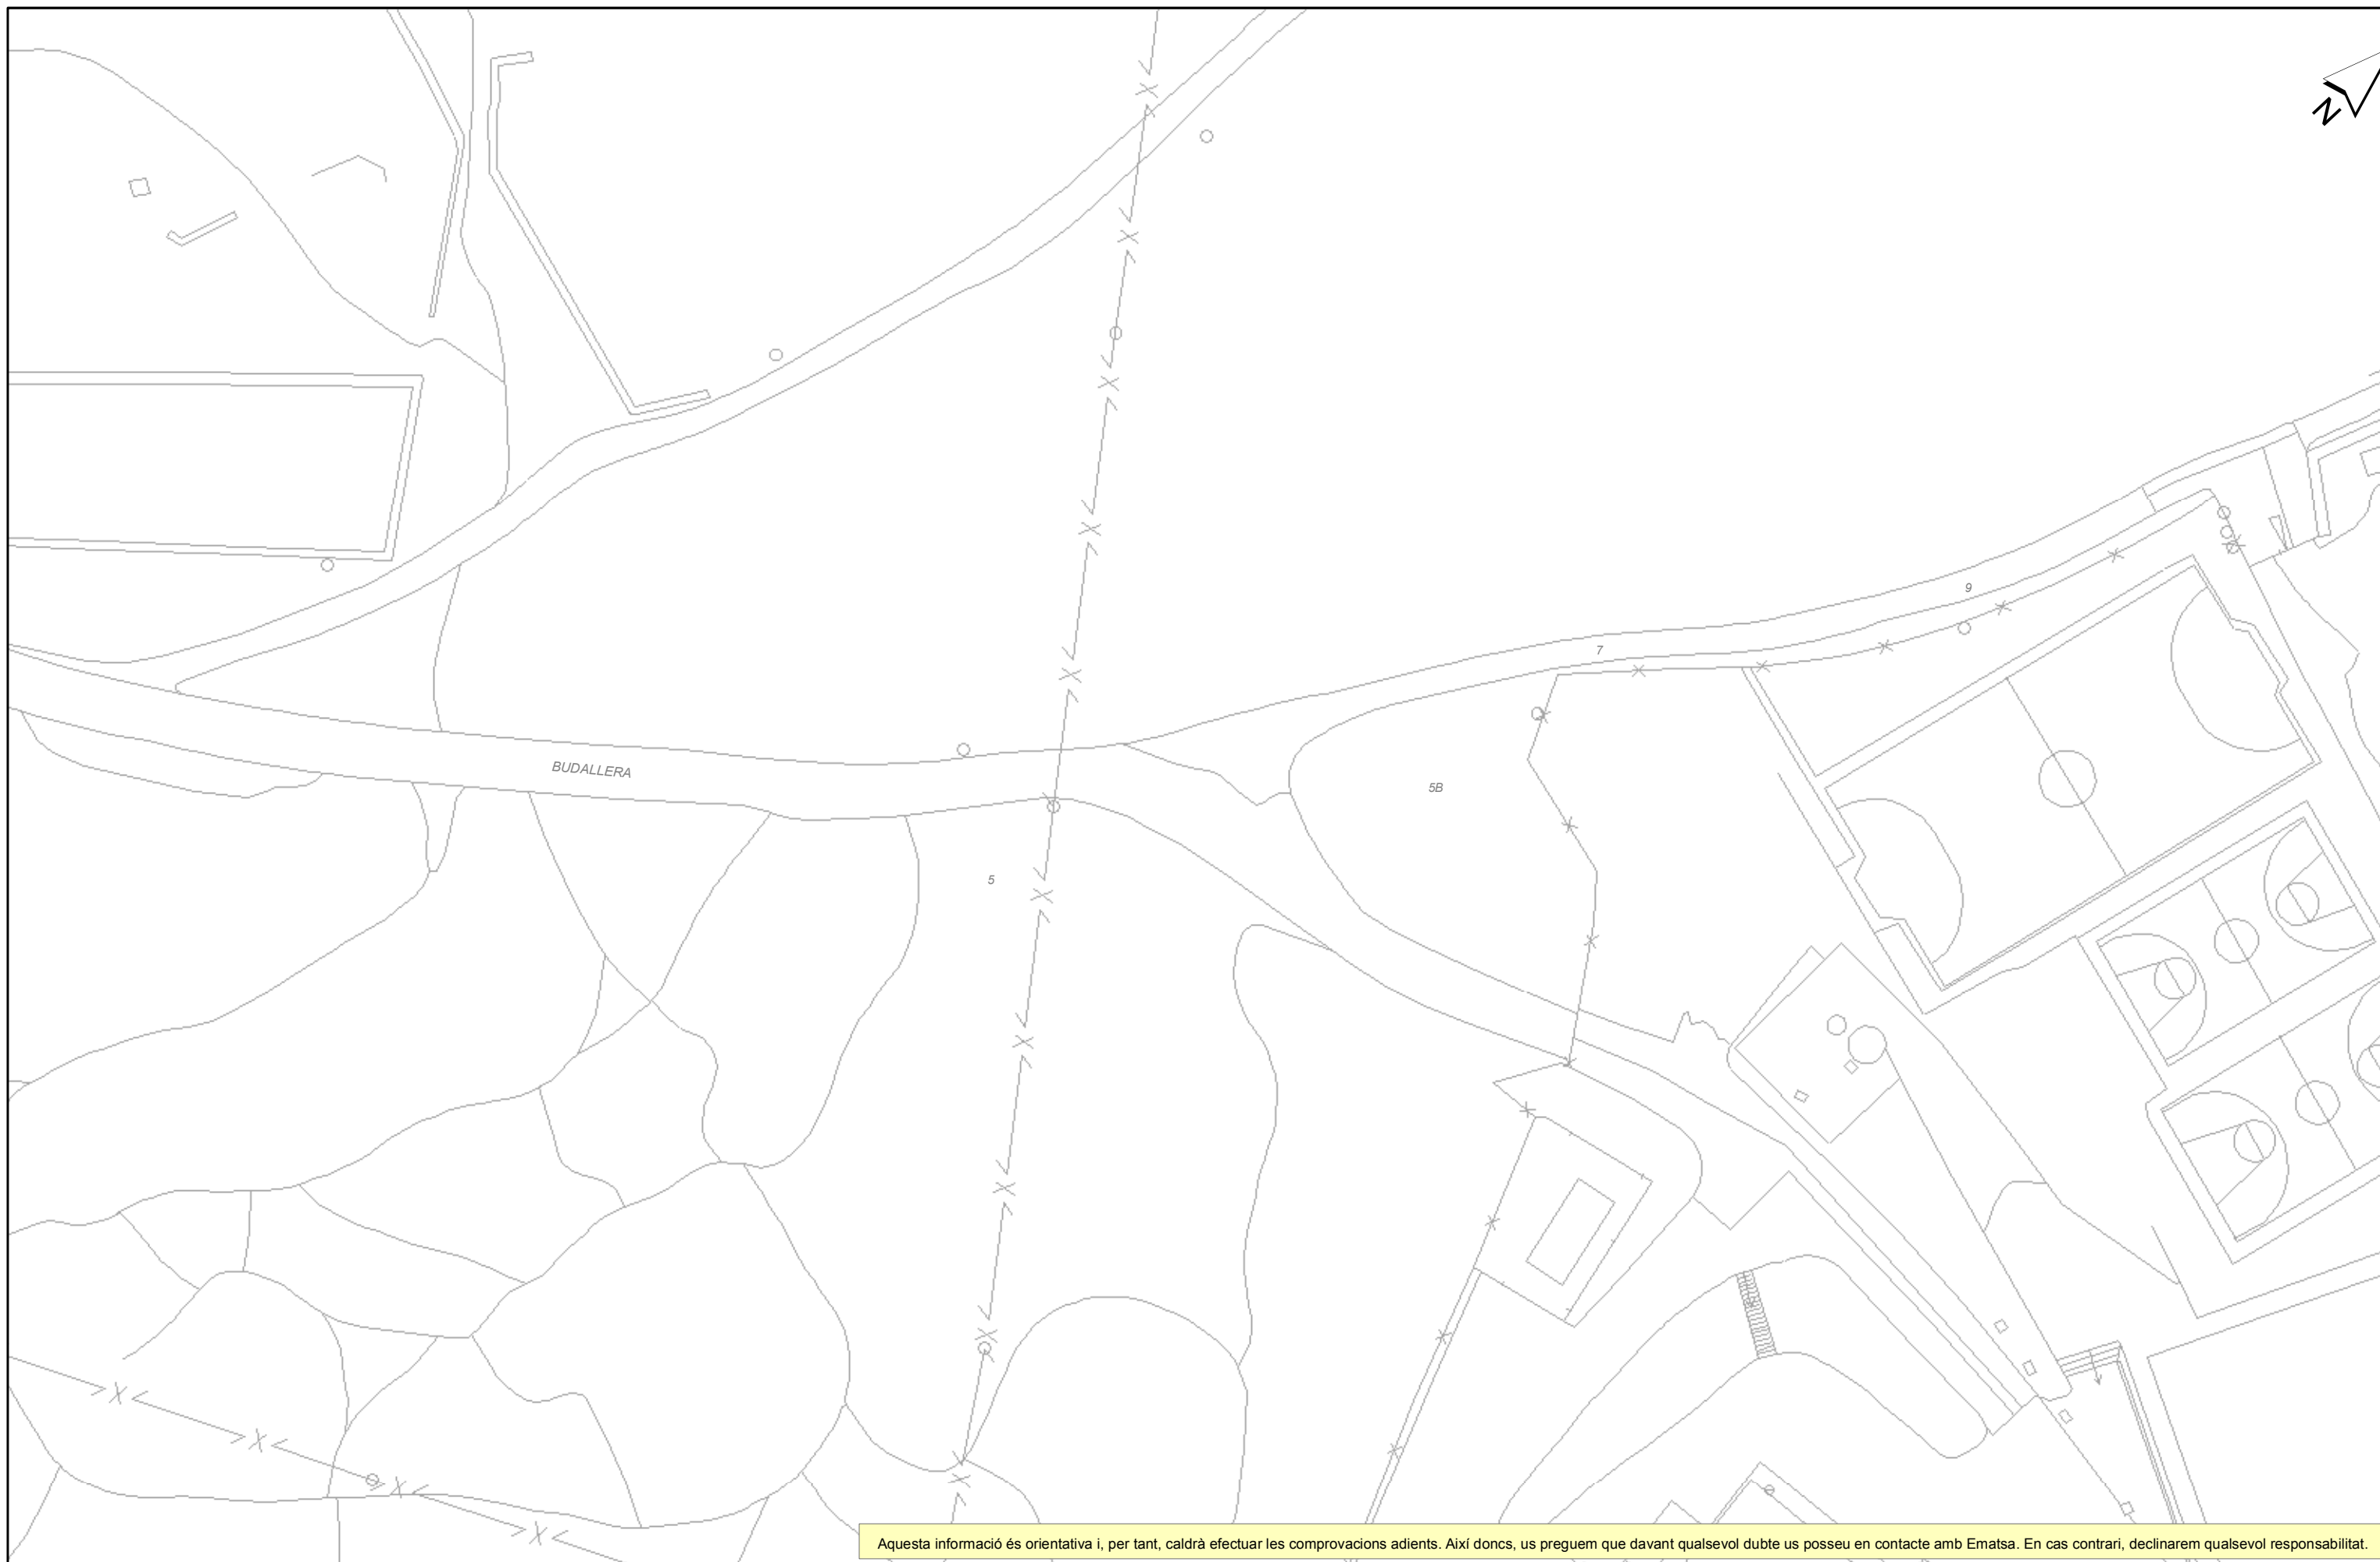 N
9
7
BUDALLERA
5B
5
Aquesta informació és orientativa i, per tant, caldrà efectuar les comprovacions adients. Així doncs, us preguem que davant qualsevol dubte us posseu en contacte amb Ematsa. En cas contrari, declinarem qualsevol responsabilitat.